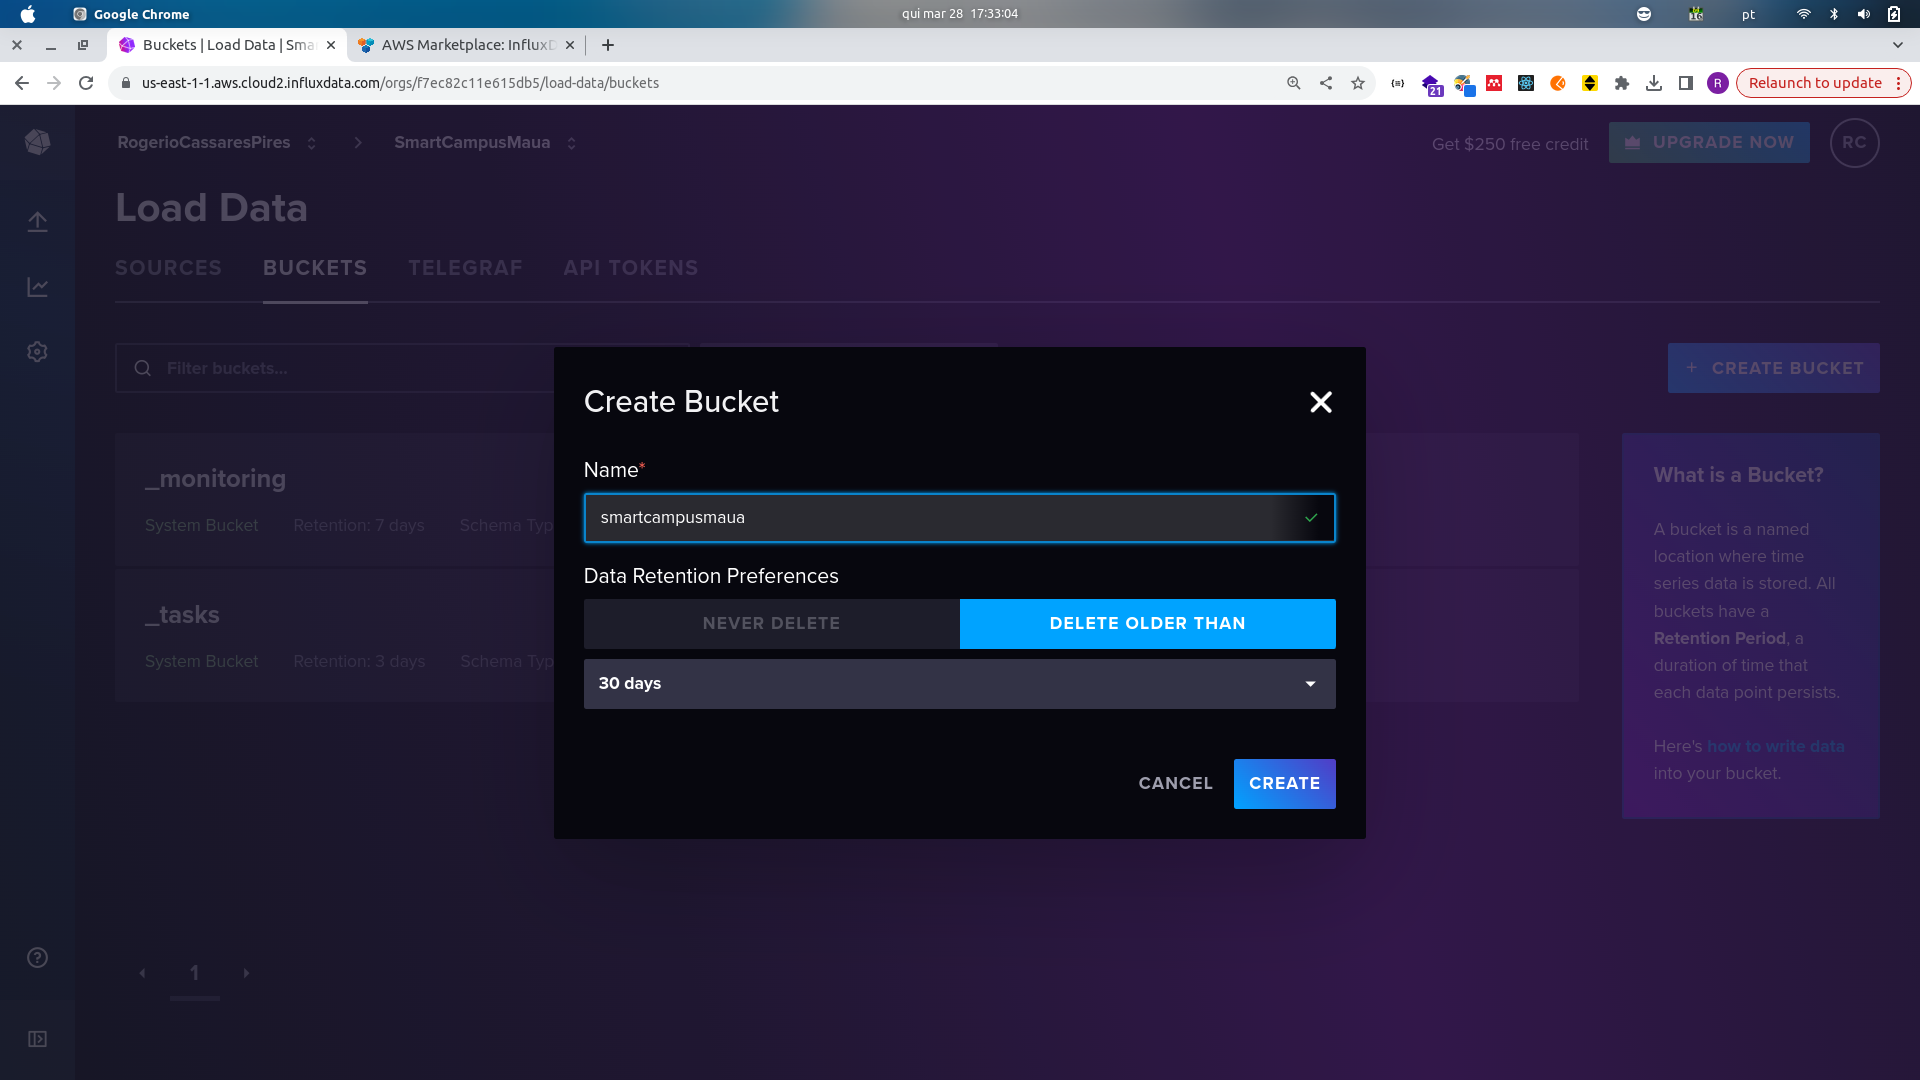 Google Chrome
qui mar 28 17:33:04
pt
Buckets | Load Data | Sma
AWS Marketplace: InfluxD
us-east-1-1.aws.cloud2.influxdata.com/orgs/f7ec82c11e615db5/load-data/buckets
21
R
Relaunch to update
RogerioCassaresPires
SmartCampusMaua
Get $250 free credit
UPGRADE NOW
RC
Load Data
SOURCES
BUCKETS
TELEGRAF
API TOKENS
Filter buckets...
+ CREATE BUCKET
_monitoring
System Bucket
Retention: 7 days
Schema Typ
_tasks
System Bucket
Retention: 3 days
Schema Typ
Create Bucket
Name*
smartcampusmaua
Data Retention Preferences
NEVER DELETE
DELETE OLDER THAN
30 days
CANCEL
CREATE
What is a Bucket?
A bucket is a named
location where time
series data is stored. All
buckets have a
Retention Period, a
duration of time that
each data point persists.
Here's how to write data
into your bucket.
1